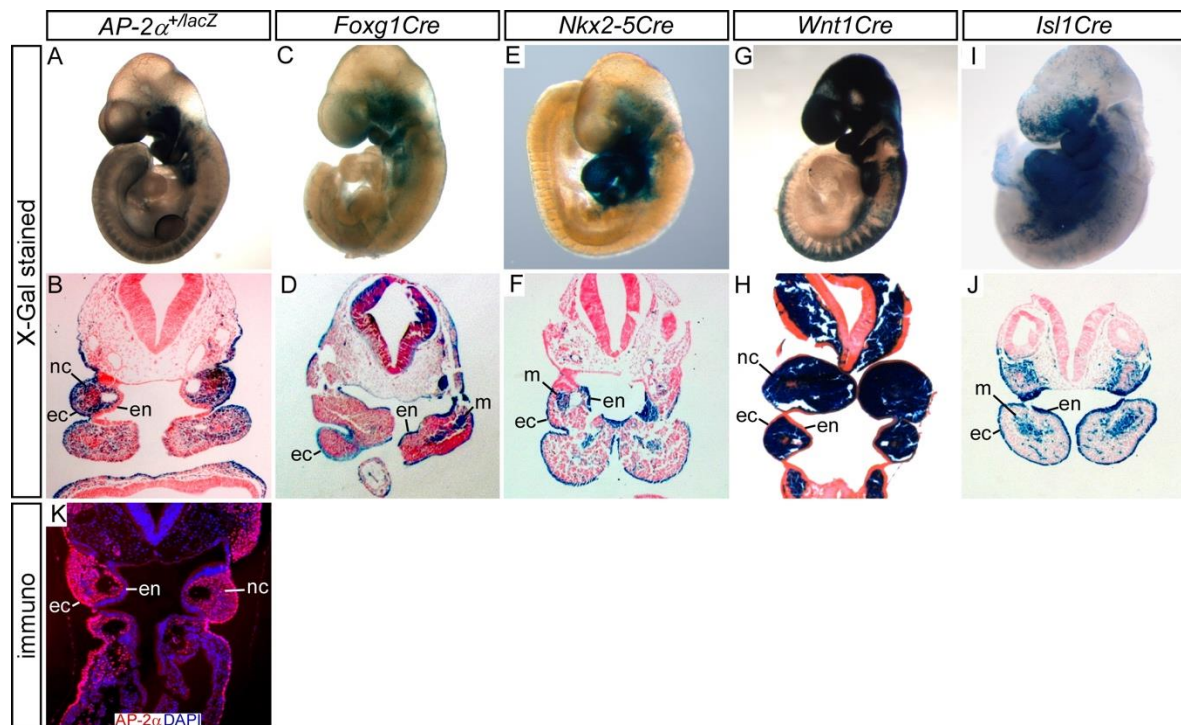 AP-2α+/lacZ
Foxg1Cre
Nkx2-5Cre
Wnt1Cre
Isl1Cre
X-Gal stained
A
C
E
G
I
B
nc
ec
en
D
en
m
ec
F
m
en
ec
H
nc
ec
en
J
m
en
ec
immuno
K
en
nc
ec
AP-2α DAPI